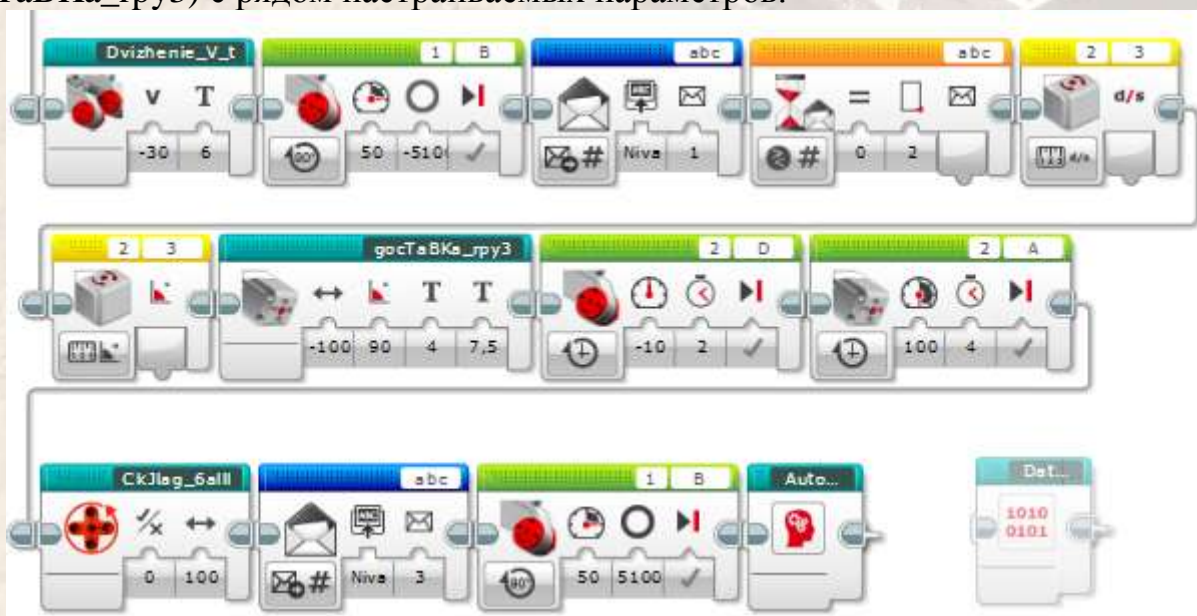 с рядом настраиваемых параметров.
Dvizhenie_V_t 1 B abc abc 2 3
V T = d/s
-30 6 50 -510 # Niva 1 # 0 2 d/s
2 3 gocTaBKa_rpy3 2 D 2 A
T T
-100 90 4 7,5 -10 2 100 4
CkJlag_6alll abc 1 B Auto... Dat...
1010
0101
0 100 # Niva 3 50 5100